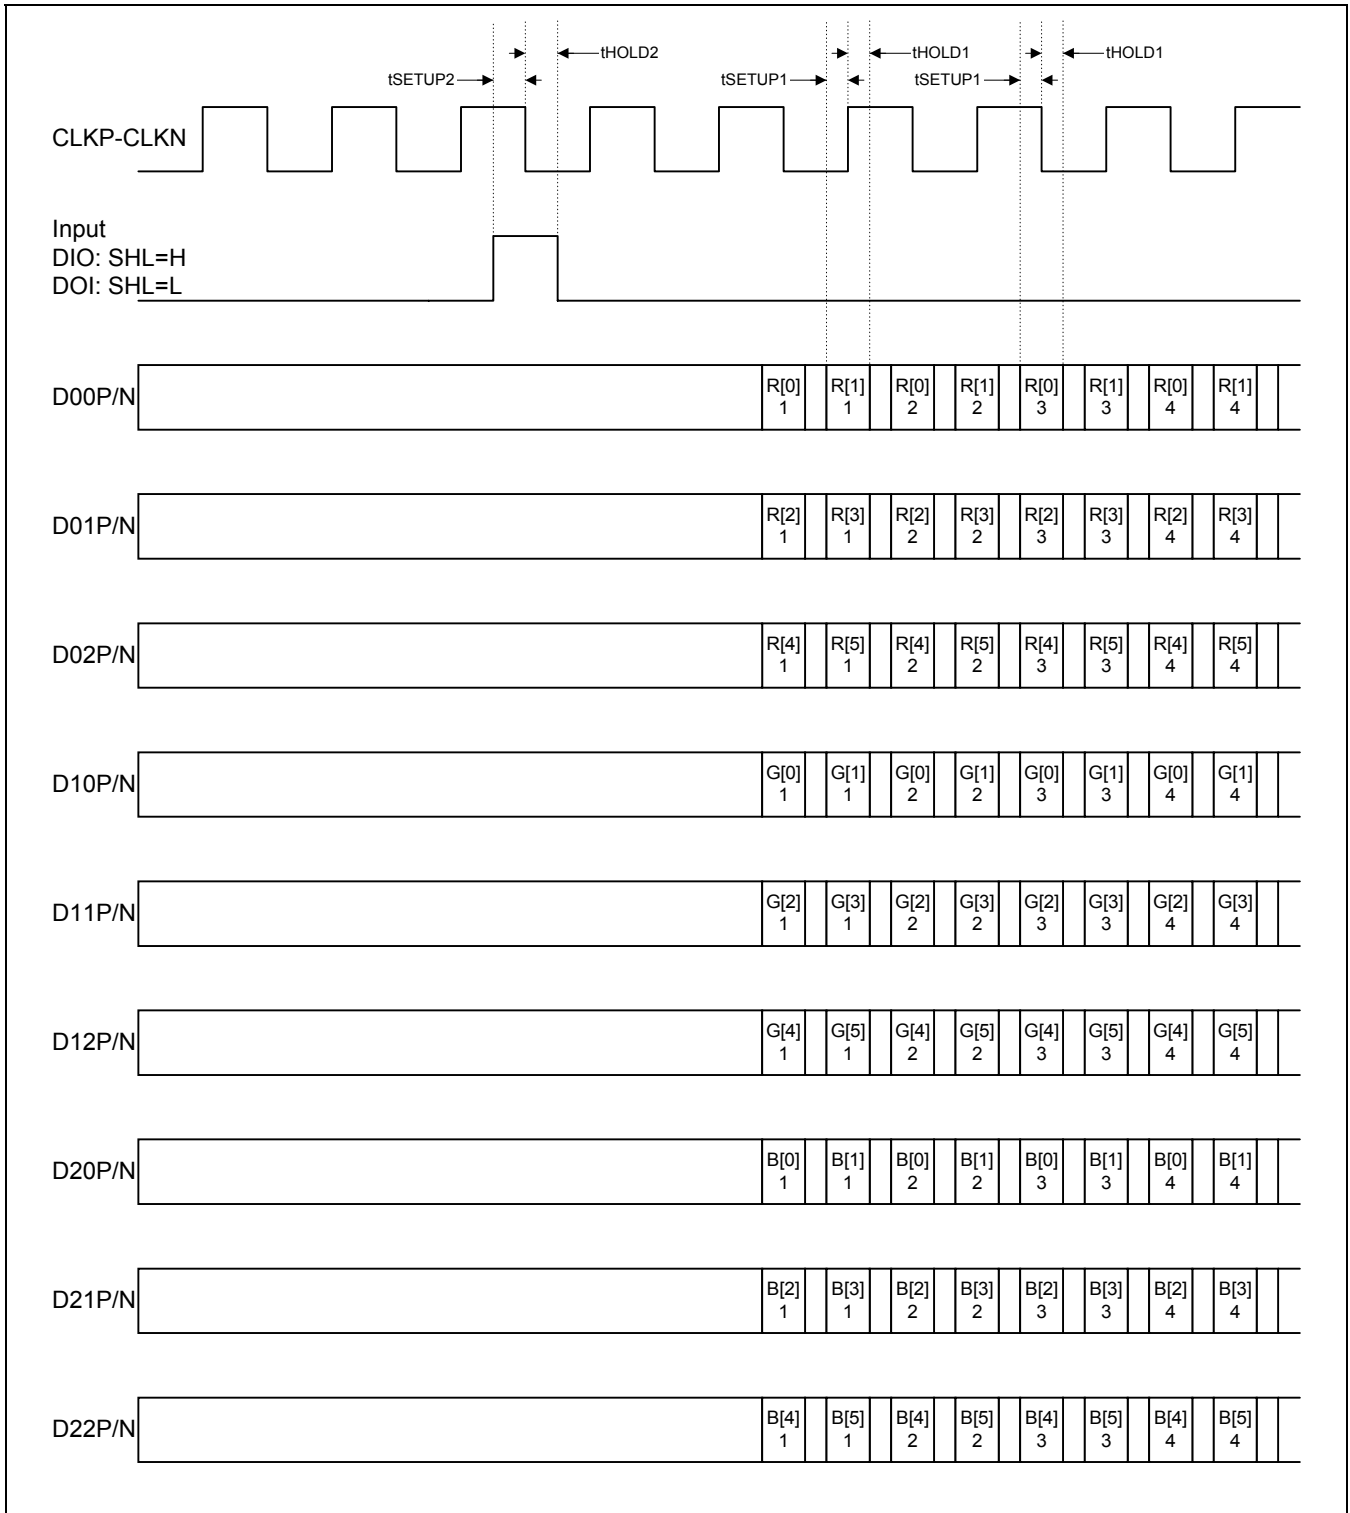 tHOLD2
tHOLD1
tHOLD1
tSETUP2
tSETUP1
tSETUP1
CLKP-CLKN
Input
DIO: SHL=H
DOI: SHL=L
D00P/N
R[0] R[1] R[0] R[1] R[0] R[1] R[0] R[1]
1 1 2 2 3 3 4 4
D01P/N
R[2] R[3] R[2] R[3] R[2] R[3] R[2] R[3]
1 1 2 2 3 3 4 4
D02P/N
R[4] R[5] R[4] R[5] R[4] R[5] R[4] R[5]
1 1 2 2 3 3 4 4
D10P/N
G[0] G[1] G[0] G[1] G[0] G[1] G[0] G[1]
1 1 2 2 3 3 4 4
D11P/N
G[2] G[3] G[2] G[3] G[2] G[3] G[2] G[3]
1 1 2 2 3 3 4 4
D12P/N
G[4] G[5] G[4] G[5] G[4] G[5] G[4] G[5]
1 1 2 2 3 3 4 4
D20P/N
B[0] B[1] B[0] B[1] B[0] B[1] B[0] B[1]
1 1 2 2 3 3 4 4
D21P/N
B[2] B[3] B[2] B[3] B[2] B[3] B[2] B[3]
1 1 2 2 3 3 4 4
D22P/N
B[4] B[5] B[4] B[5] B[4] B[5] B[4] B[5]
1 1 2 2 3 3 4 4